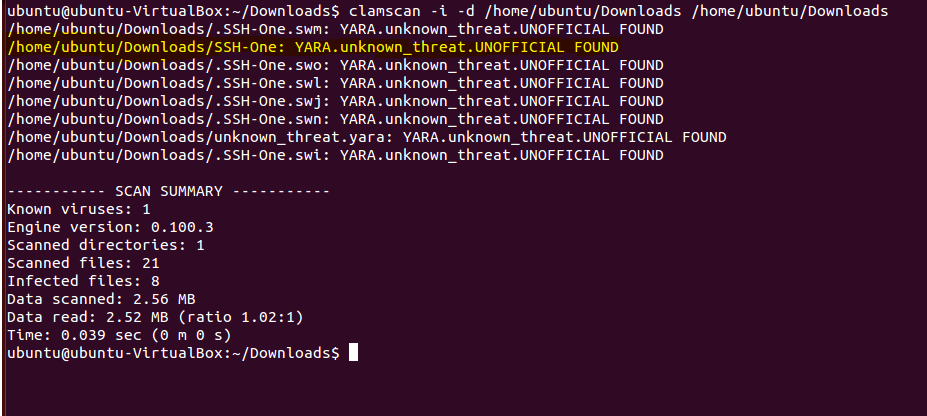 ubuntu@ubuntu-VirtualBox:~/Downloads$ clamscan -i -d /home/ubuntu/Downloads /home/ubuntu/Downloads
/home/ubuntu/Downloads/.SSH-One.swm: YARA.unknown_threat.UNOFFICIAL FOUND
/home/ubuntu/Downloads/SSH-One: YARA.unknown_threat.UNOFFICIAL FOUND
/home/ubuntu/Downloads/.SSH-One.swo: YARA.unknown_threat.UNOFFICIAL FOUND
/home/ubuntu/Downloads/.SSH-One.swl: YARA.unknown_threat.UNOFFICIAL FOUND
/home/ubuntu/Downloads/.SSH-One.swj: YARA.unknown_threat.UNOFFICIAL FOUND
/home/ubuntu/Downloads/.SSH-One.swn: YARA.unknown_threat.UNOFFICIAL FOUND
/home/ubuntu/Downloads/unknown_threat.yara: YARA.unknown_threat.UNOFFICIAL FOUND
/home/ubuntu/Downloads/.SSH-One.swi: YARA.unknown_threat.UNOFFICIAL FOUND

----------- SCAN SUMMARY -----------
Known viruses: 1
Engine version: 0.100.3
Scanned directories: 1
Scanned files: 21
Infected files: 8
Data scanned: 2.56 MB
Data read: 2.52 MB (ratio 1.02:1)
Time: 0.039 sec (0 m 0 s)
ubuntu@ubuntu-VirtualBox:~/Downloads$